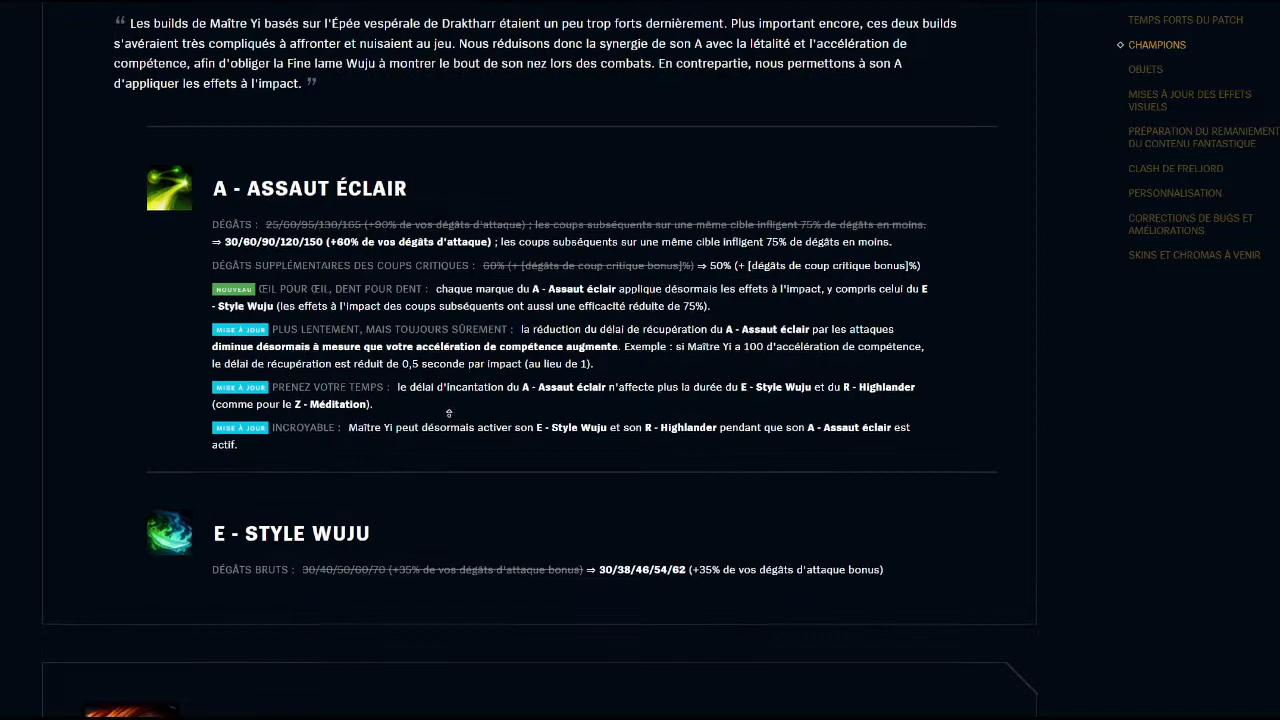 “ Les builds de Maître Yi basés sur l'Épée vespérale de Draktharr étaient un peu trop forts dernièrement. Plus important encore, ces deux builds
s'avéraient très compliqués à affronter et nuisaient au jeu. Nous réduisons donc la synergie de son A avec la létalité et l'accélération de
compétence, afin d'obliger la Fine lame Wuju à montrer le bout de son nez lors des combats. En contrepartie, nous permettons à son A
d'appliquer les effets à l'impact. ”
A - ASSAUT ÉCLAIR
DÉGÂTS : 25/60/95/130/165 (+90% de vos dégâts d'attaque) ; les coups subséquents sur une même cible infligent 75% de dégâts en moins.
⇒ 30/60/90/120/150 (+60% de vos dégâts d'attaque) ; les coups subséquents sur une même cible infligent 75% de dégâts en moins.
DÉGÂTS SUPPLÉMENTAIRES DES COUPS CRITIQUES : 60% (+ [dégâts de coup critique bonus]%) ⇒ 50% (+ [dégâts de coup critique bonus]%)
NOUVEAU ŒIL POUR ŒIL, DENT POUR DENT : chaque marque du A - Assaut éclair applique désormais les effets à l'impact, y compris celui du E
- Style Wuju (les effets à l'impact des coups subséquents ont aussi une efficacité réduite de 75%).
MISE À JOUR PLUS LENTEMENT, MAIS TOUJOURS SÛREMENT : la réduction du délai de récupération du A - Assaut éclair par les attaques
diminue désormais à mesure que votre accélération de compétence augmente. Exemple : si Maître Yi a 100 d'accélération de compétence,
le délai de récupération est réduit de 0,5 seconde par impact (au lieu de 1).
MISE À JOUR PRENEZ VOTRE TEMPS : le délai d'incantation du A - Assaut éclair n'affecte plus la durée du E - Style Wuju et du R - Highlander
(comme pour le Z - Méditation).
MISE À JOUR INCROYABLE : Maître Yi peut désormais activer son E - Style Wuju et son R - Highlander pendant que son A - Assaut éclair est
actif.
E - STYLE WUJU
DÉGÂTS BRUTS : 30/40/50/60/70 (+35% de vos dégâts d'attaque bonus) ⇒ 30/38/46/54/62 (+35% de vos dégâts d'attaque bonus)
TEMPS FORTS DU PATCH
CHAMPIONS
OBJETS
MISES À JOUR DES EFFETS
VISUELS
PRÉPARATION DU REMANIEMENT
DU CONTENU FANTASTIQUE
CLASH DE FRELJORD
PERSONNALISATION
CORRECTIONS DE BUGS ET
AMÉLIORATIONS
SKINS ET CHROMAS À VENIR